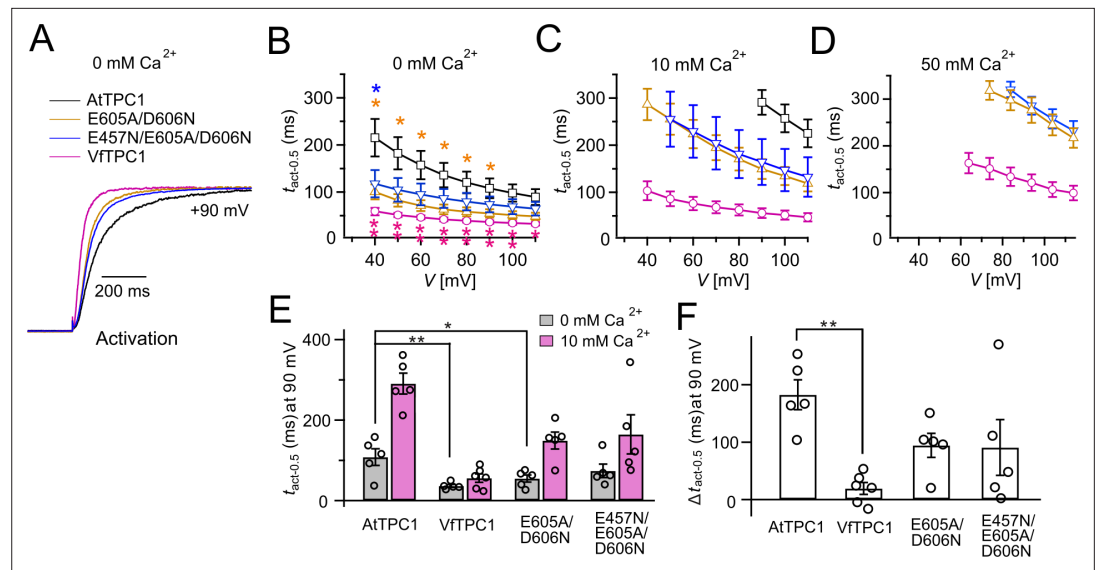 A
0 mM Ca2+
AtTPC1
E605A/D606N
E457N/E605A/D606N
VfTPC1
+90 mV
200 ms
Activation
B
0 mM Ca2+
tact-0.5 (ms)
300
200
100
0
*
*
* * * * *
* * * * * * *
* * * * * * *
40 60 80 100
V [mV]
C
10 mM Ca2+
tact-0.5 (ms)
300
200
100
0
40 60 80 100
V [mV]
D
50 mM Ca2+
tact-0.5 (ms)
300
200
100
0
40 60 80 100
V [mV]
E
0 mM Ca2+
10 mM Ca2+
tact-0.5 (ms) at 90 mV
400
200
0
*
**
AtTPC1
VfTPC1
E605A/
D606N
E457N/
E605A/
D606N
F
Δtact-0.5 (ms) at 90 mV
200
100
0
**
AtTPC1
VfTPC1
E605A/
D606N
E457N/
E605A/
D606N